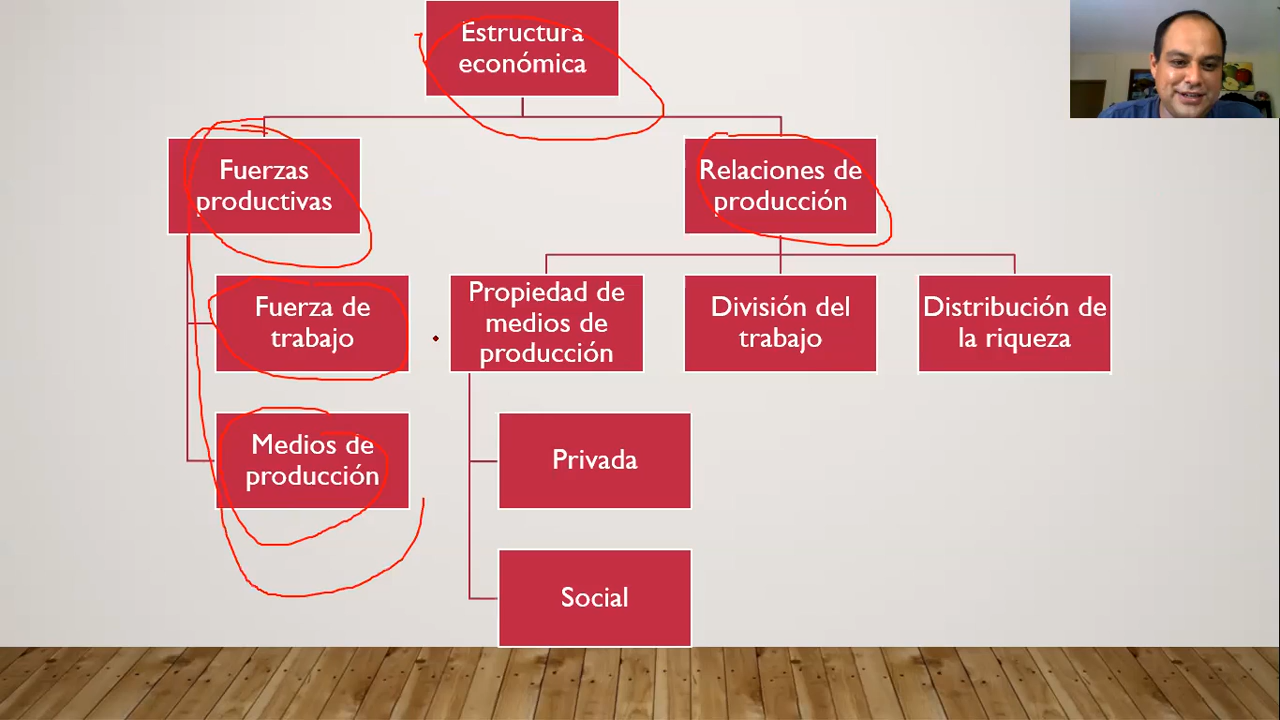 Estructura
económica
Fuerzas
productivas
Relaciones de
producción
Fuerza de
trabajo
Propiedad de
medios de
producción
División del
trabajo
Distribución de
la riqueza
Medios de
producción
Privada
Social